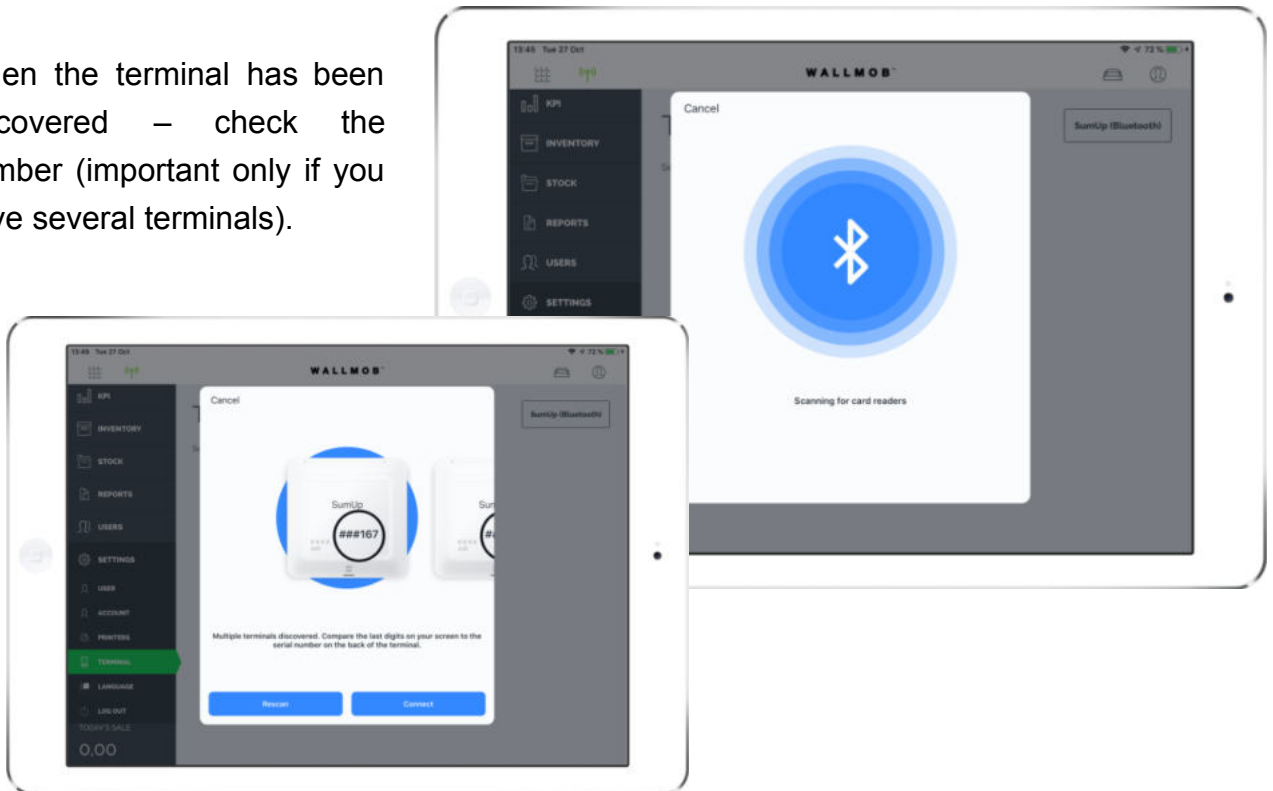 en the terminal has been
covered – check the
mber (important only if you
ve several terminals).
13:45 Tue 27 Oct
72 %
WALLMOB
KPI
INVENTORY
STOCK
REPORTS
USERS
SETTINGS
Cancel
Scanning for card readers
SumUp (Bluetooth)
Tue 27 Oct
72 %
WALLMOB
KPI
INVENTORY
STOCK
REPORTS
USERS
SETTINGS
USER
ACCOUNT
PRINTERS
TERMINAL
LANGUAGE
LOG OUT
TODAY'S SALE
0,00
Cancel
SumUp
###167
Sum
Multiple terminals discovered. Compare the last digits on your screen to the
serial number on the back of the terminal.
Rescan
Connect
SumUp (Bluetooth)